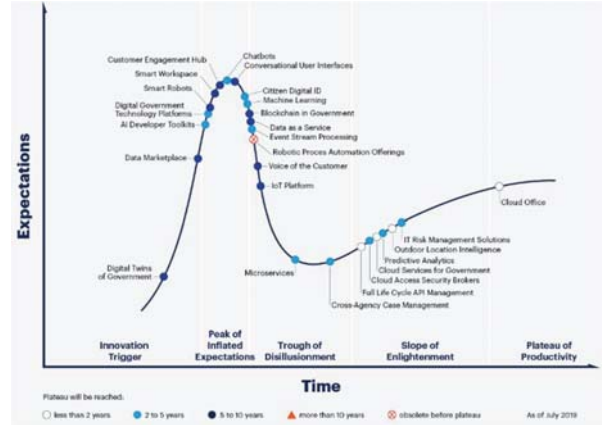 Expectations
Customer Engagement Hub
Smart Workspace
Smart Robots
Digital Government
Technology Platforms
AI Developer Toolkits
Data Marketplace
Digital Twins
of Government
Chatbots
Conversational User Interfaces
Citizen Digital ID
Machine Learning
Blockchain in Government
Data as a Service
Event Stream Processing
Robotic Proces Automation Offerings
Voice of the Customer
IoT Platform
Microservices
Cloud Office
IT Risk Management Solutions
Outdoor Location Intelligence
Predictive Analytics
Cloud Services for Government
Cloud Access Security Brokers
Full Life Cycle API Management
Cross-Agency Case Management
Innovation
Trigger
Peak of
Inflated
Expectations
Trough of
Disillusionment
Slope of
Enlightenment
Plateau of
Productivity
Time
Plateau will be reached:
less than 2 years
2 to 5 years
5 to 10 years
more than 10 years
obsolete before plateau
As of July 2019